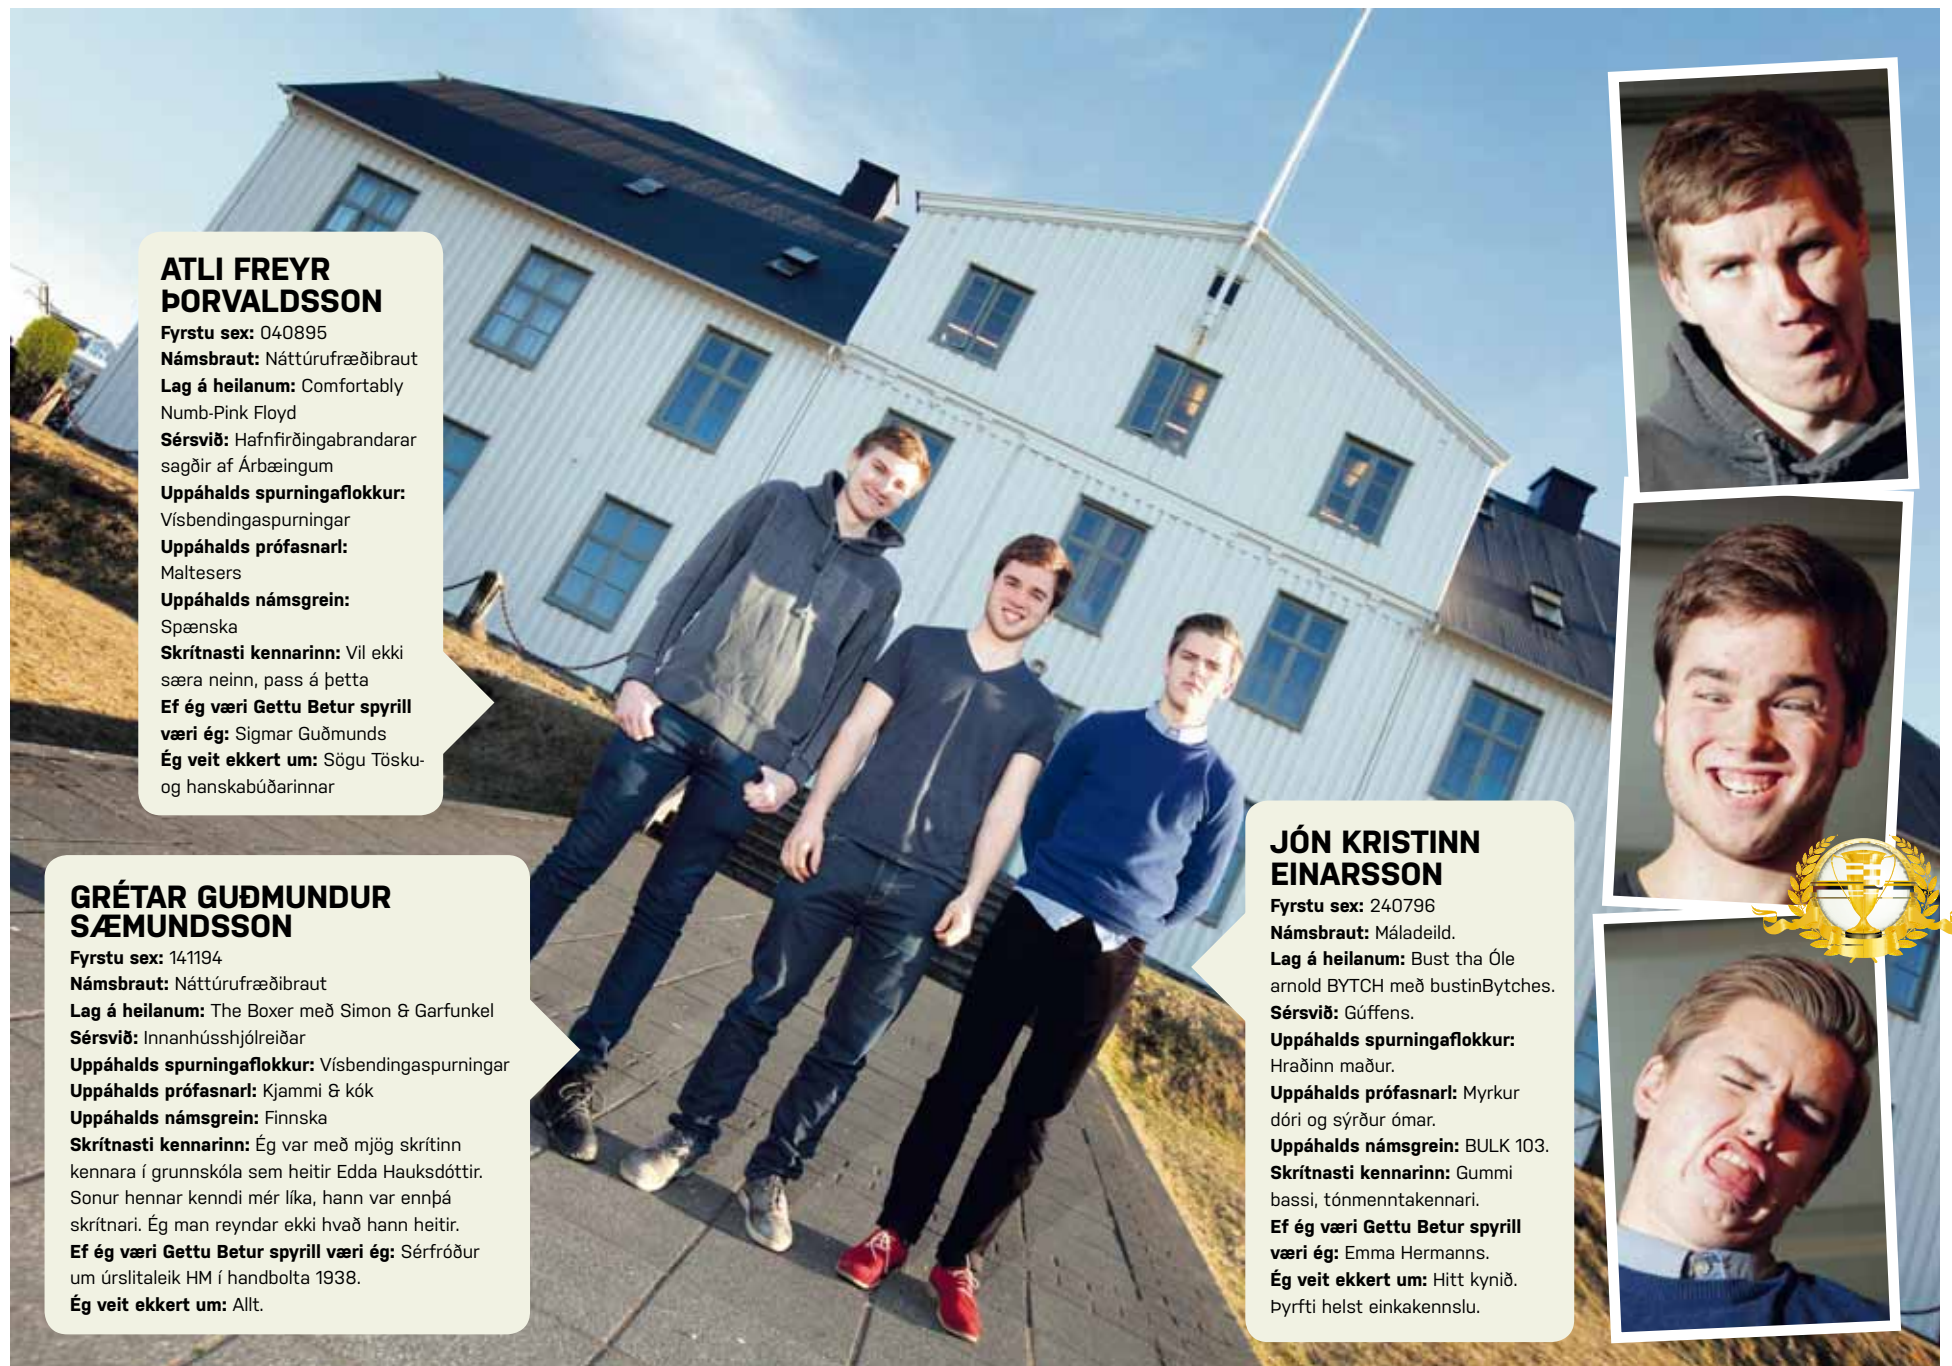 ATLI FREYR
ÞORVALDSSON
Fyrstu sex: 040895
Námsbraut: Náttúrufræðibraut
Lag á heilanum: Comfortably
Numb-Pink Floyd
Sérsvið: Hafnfirðingabrandarar
sagðir af Árbæingum
Uppáhalds spurningaflokkur:
Vísbendingaspurningar
Uppáhalds prófasnarl:
Maltesers
Uppáhalds námsgrein:
Spænska
Skrítnasti kennarinn: Vil ekki
særa neinn, pass á þetta
Ef ég væri Gettu Betur spyrill
væri ég: Sigmar Guðmunds
Ég veit ekkert um: Sögu Tösku-
og hanskabúðarinnar
GRÉTAR GUÐMUNDUR
SÆMUNDSSON
Fyrstu sex: 141194
Námsbraut: Náttúrufræðibraut
Lag á heilanum: The Boxer með Simon & Garfunkel
Sérsvið: Innanhússhjólreiðar
Uppáhalds spurningaflokkur: Vísbendingaspurningar
Uppáhalds prófasnarl: Kjammi & kók
Uppáhalds námsgrein: Finnska
Skrítnasti kennarinn: Ég var með mjög skrítinn
kennara í grunnskóla sem heitir Edda Hauksdóttir.
Sonur hennar kenndi mér líka, hann var ennþá
skrítnari. Ég man reyndar ekki hvað hann heitir.
Ef ég væri Gettu Betur spyrill væri ég: Sérfróður
um úrslitaleik HM í handbolta 1938.
Ég veit ekkert um: Allt.
JÓN KRISTINN
EINARSSON
Fyrstu sex: 240796
Námsbraut: Máladeild.
Lag á heilanum: Bust tha Óle
arnold BYTCH með bustinBytches.
Sérsvið: Gúffens.
Uppáhalds spurningaflokkur:
Hraðinn maður.
Uppáhalds prófasnarl: Myrkur
dóri og sýrður ómar.
Uppáhalds námsgrein: BULK 103.
Skrítnasti kennarinn: Gummi
bassi, tónmenntakennari.
Ef ég væri Gettu Betur spyrill
væri ég: Emma Hermanns.
Ég veit ekkert um: Hitt kynið.
Þyrfti helst einkakennslu.